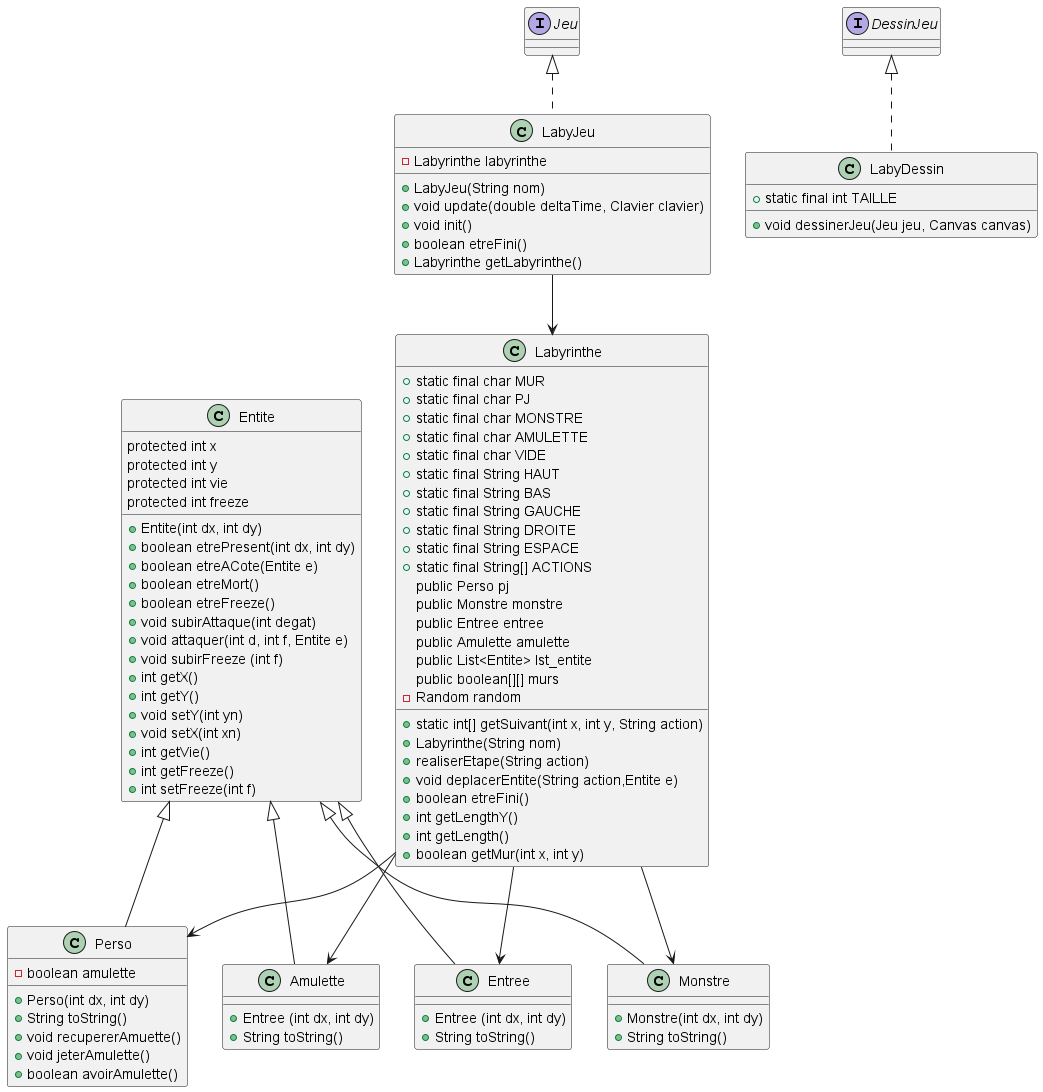 I Jeu
I DessinJeu
C LabyJeu
Labyrinthe labyrinthe
LabyJeu(String nom)
void update(double deltaTime, Clavier clavier)
void init()
boolean etreFini()
Labyrinthe getLabyrinthe()
C LabyDessin
static final int TAILLE
void dessinerJeu(Jeu jeu, Canvas canvas)
C Labyrinthe
static final char MUR
static final char PJ
static final char MONSTRE
static final char AMULETTE
static final char VIDE
static final String HAUT
static final String BAS
static final String GAUCHE
static final String DROITE
static final String ESPACE
static final String[] ACTIONS
public Perso pj
public Monstre monstre
public Entree entree
public Amulette amulette
public List<Entite> lst_entite
public boolean[][] murs
Random random
static int[] getSuivant(int x, int y, String action)
Labyrinthe(String nom)
realiserEtape(String action)
void deplacerEntite(String action,Entite e)
boolean etreFini()
int getLengthY()
int getLength()
boolean getMur(int x, int y)
C Entite
protected int x
protected int y
protected int vie
protected int freeze
Entite(int dx, int dy)
boolean etrePresent(int dx, int dy)
boolean etreACote(Entite e)
boolean etreMort()
boolean etreFreeze()
void subirAttaque(int degat)
void attaquer(int d, int f, Entite e)
void subirFreeze (int f)
int getX()
int getY()
void setY(int yn)
void setX(int xn)
int getVie()
int getFreeze()
int setFreeze(int f)
C Perso
boolean amulette
Perso(int dx, int dy)
String toString()
void recupererAmuette()
void jeterAmulette()
boolean avoirAmulette()
C Amulette
Entree (int dx, int dy)
String toString()
C Entree
Entree (int dx, int dy)
String toString()
C Monstre
Monstre(int dx, int dy)
String toString()